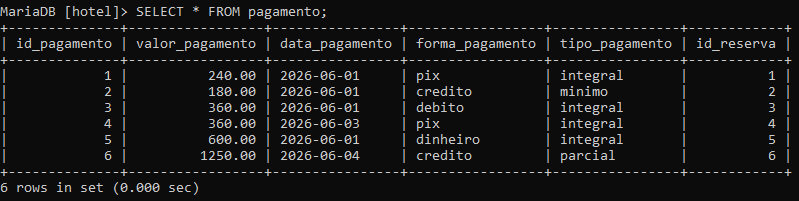 MariaDB [hotel]> SELECT * FROM pagamento;
+--------------+-----------------+----------------+-----------------+----------------+------------+
| id_pagamento | valor_pagamento | data_pagamento | forma_pagamento | tipo_pagamento | id_reserva |
+--------------+-----------------+----------------+-----------------+----------------+------------+
|            1 |          240.00 | 2026-06-01     | pix             | integral       |          1 |
|            2 |          180.00 | 2026-06-01     | credito         | minimo         |          2 |
|            3 |          360.00 | 2026-06-01     | debito          | integral       |          3 |
|            4 |          360.00 | 2026-06-03     | pix             | integral       |          4 |
|            5 |          600.00 | 2026-06-01     | dinheiro        | integral       |          5 |
|            6 |         1250.00 | 2026-06-04     | credito         | parcial        |          6 |
+--------------+-----------------+----------------+-----------------+----------------+------------+
6 rows in set (0.000 sec)